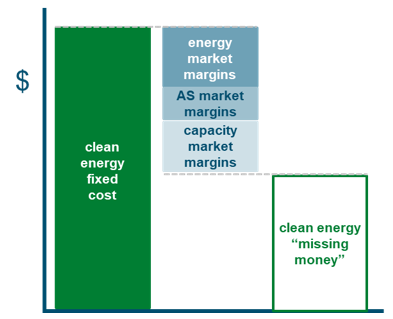 $
clean
energy
fixed
cost
energy
market
margins
AS market
margins
capacity
market
margins
clean energy
“missing
money”